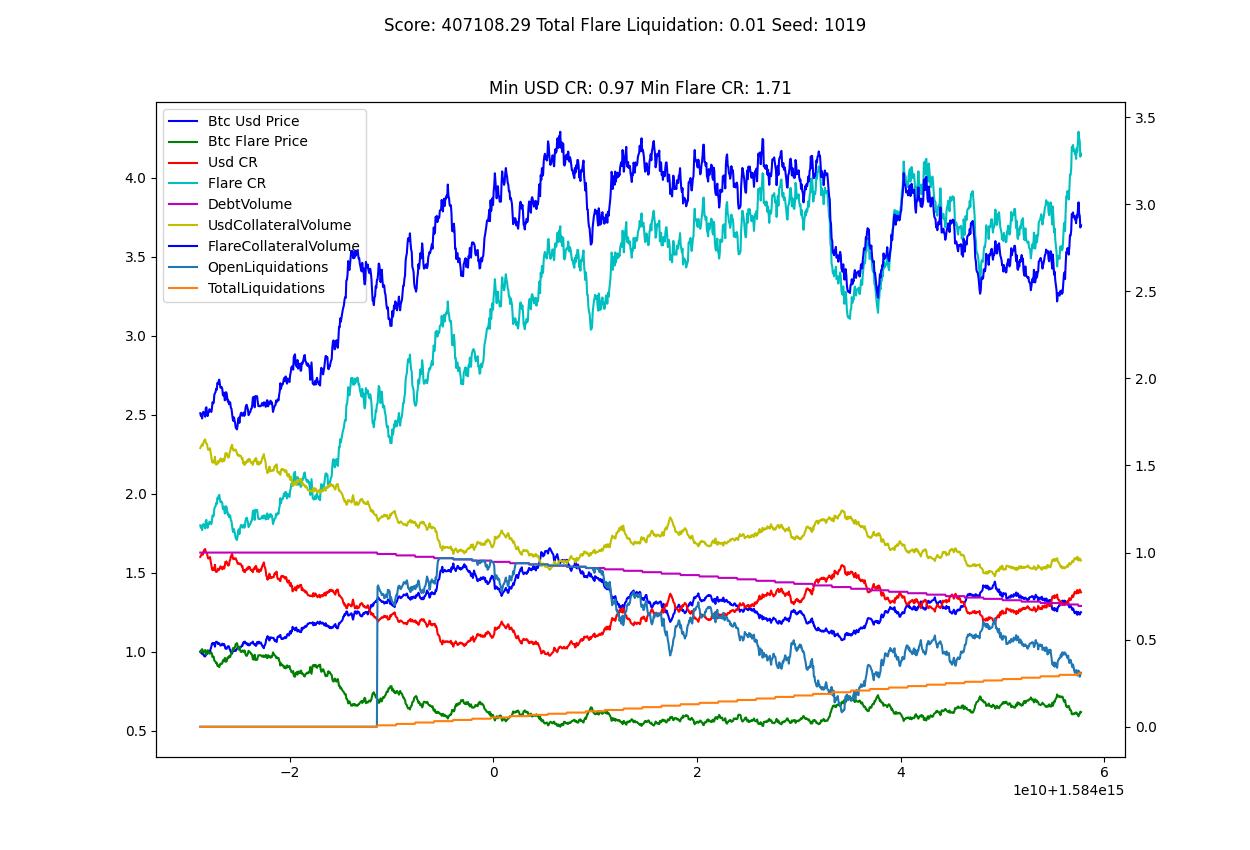 Score: 407108.29 Total Flare Liquidation: 0.01 Seed: 1019
Min USD CR: 0.97 Min Flare CR: 1.71
Btc Usd Price
Btc Flare Price
Usd CR
Flare CR
DebtVolume
UsdCollateralVolume
FlareCollateralVolume
OpenLiquidations
TotalLiquidations
4.0
3.5
3.0
2.5
2.0
1.5
1.0
0.5
3.5
3.0
2.5
2.0
1.5
1.0
0.5
0.0
−2 0 2 4 6
1e10+1.584e15